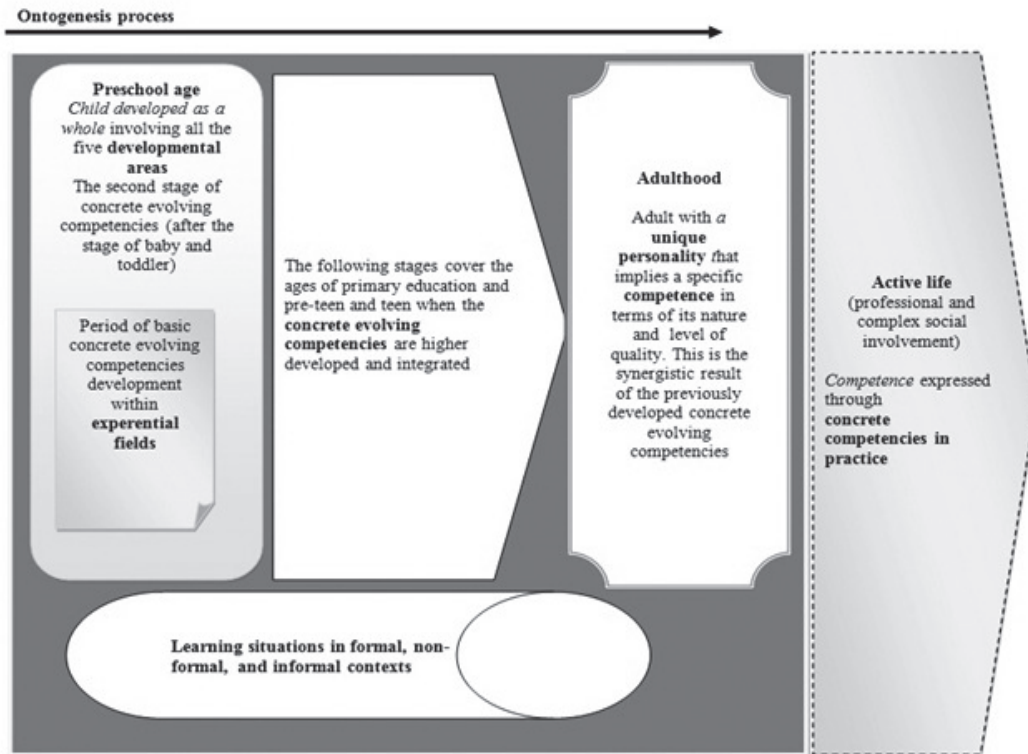 Ontogenesis process
Preschool age
Child developed as a
whole involving all the
five developmental
areas
The second stage of
concrete evolving
competencies (after the
stage of baby and
toddler)
Period of basic
concrete evolving
competencies
development
within
experential
fields
The following stages cover the
ages of primary education and
pre-teen and teen when the
concrete evolving
competencies are higher
developed and integrated
Adulthood
Adult with a
unique
personality that
implies a specific
competence in
terms of its nature
and level of
quality. This is the
synergistic result
of the previously
developed concrete
evolving
competencies
Active life
(professional and
complex social
involvement)
Competence expressed
through
concrete
competencies in
practice
Learning situations in formal, non-
formal, and informal contexts